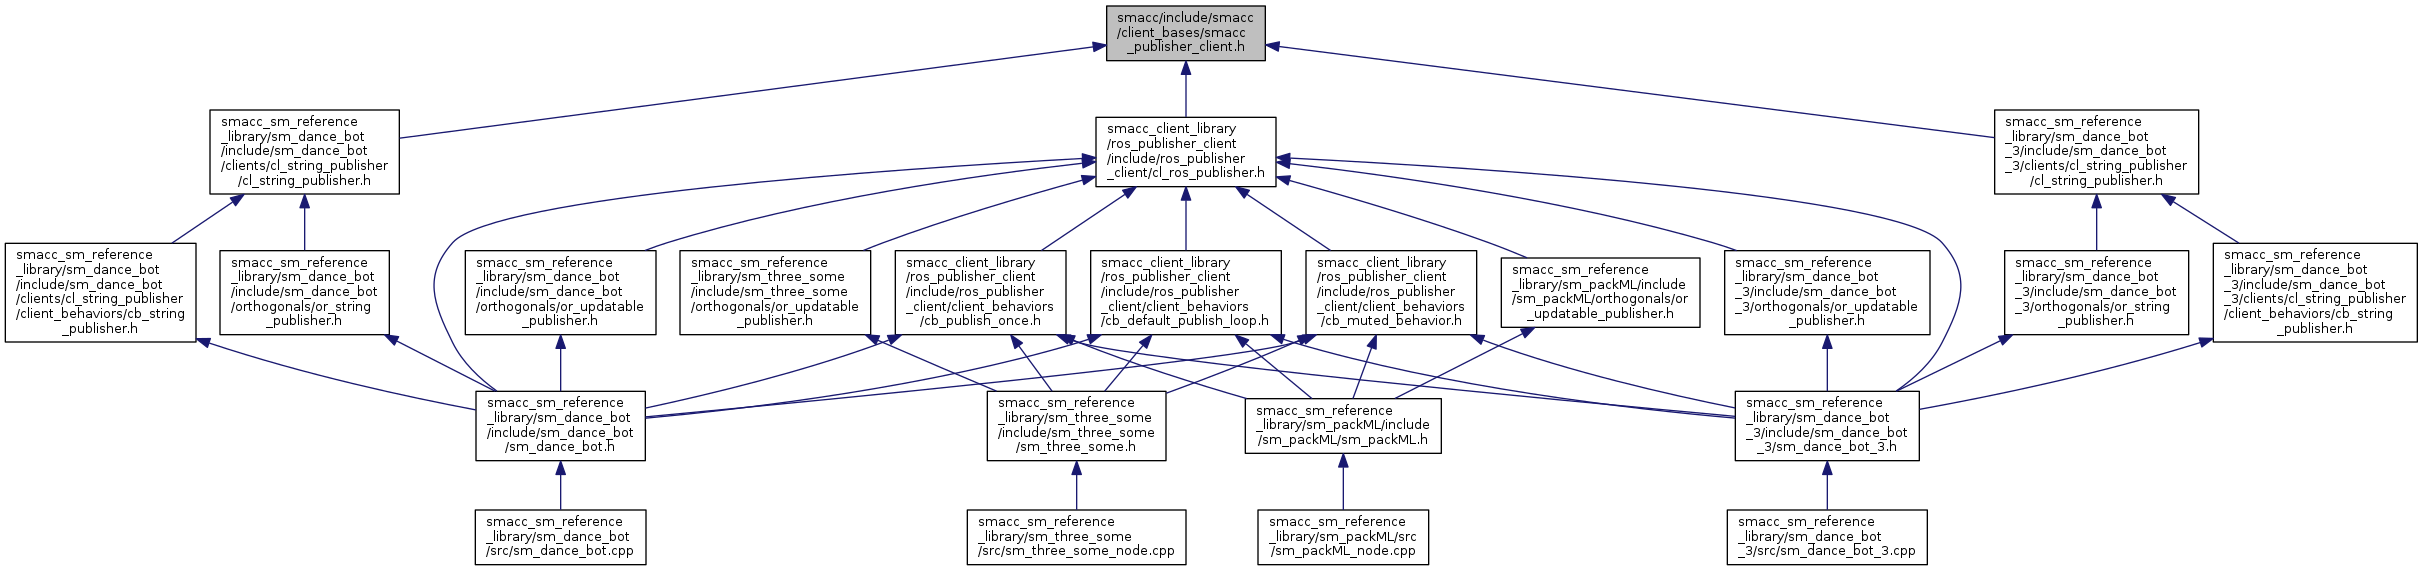 smacc/include/smacc
/client_bases/smacc
_publisher_client.h
smacc_sm_reference
_library/sm_dance_bot
/include/sm_dance_bot
/clients/cl_string_publisher
/cl_string_publisher.h
smacc_client_library
/ros_publisher_client
/include/ros_publisher
_client/cl_ros_publisher.h
smacc_sm_reference
_library/sm_dance_bot
_3/include/sm_dance_bot
_3/clients/cl_string_publisher
/cl_string_publisher.h
smacc_sm_reference
_library/sm_dance_bot
/include/sm_dance_bot
/clients/cl_string_publisher
/client_behaviors/cb_string
_publisher.h
smacc_sm_reference
_library/sm_dance_bot
/include/sm_dance_bot
/orthogonals/or_string
_publisher.h
smacc_sm_reference
_library/sm_dance_bot
/include/sm_dance_bot
/orthogonals/or_updatable
_publisher.h
smacc_sm_reference
_library/sm_three_some
/include/sm_three_some
/orthogonals/or_updatable
_publisher.h
smacc_client_library
/ros_publisher_client
/include/ros_publisher
_client/client_behaviors
/cb_publish_once.h
smacc_client_library
/ros_publisher_client
/include/ros_publisher
_client/client_behaviors
/cb_default_publish_loop.h
smacc_client_library
/ros_publisher_client
/include/ros_publisher
_client/client_behaviors
/cb_muted_behavior.h
smacc_sm_reference
_library/sm_packML/include
/sm_packML/orthogonals/or
_updatable_publisher.h
smacc_sm_reference
_library/sm_dance_bot
_3/include/sm_dance_bot
_3/orthogonals/or_updatable
_publisher.h
smacc_sm_reference
_library/sm_dance_bot
_3/include/sm_dance_bot
_3/orthogonals/or_string
_publisher.h
smacc_sm_reference
_library/sm_dance_bot
_3/include/sm_dance_bot
_3/clients/cl_string_publisher
/client_behaviors/cb_string
_publisher.h
smacc_sm_reference
_library/sm_dance_bot
/include/sm_dance_bot
/sm_dance_bot.h
smacc_sm_reference
_library/sm_three_some
/include/sm_three_some
/sm_three_some.h
smacc_sm_reference
_library/sm_packML/include
/sm_packML/sm_packML.h
smacc_sm_reference
_library/sm_dance_bot
_3/include/sm_dance_bot
_3/sm_dance_bot_3.h
smacc_sm_reference
_library/sm_dance_bot
/src/sm_dance_bot.cpp
smacc_sm_reference
_library/sm_three_some
/src/sm_three_some_node.cpp
smacc_sm_reference
_library/sm_packML/src
/sm_packML_node.cpp
smacc_sm_reference
_library/sm_dance_bot
_3/src/sm_dance_bot_3.cpp